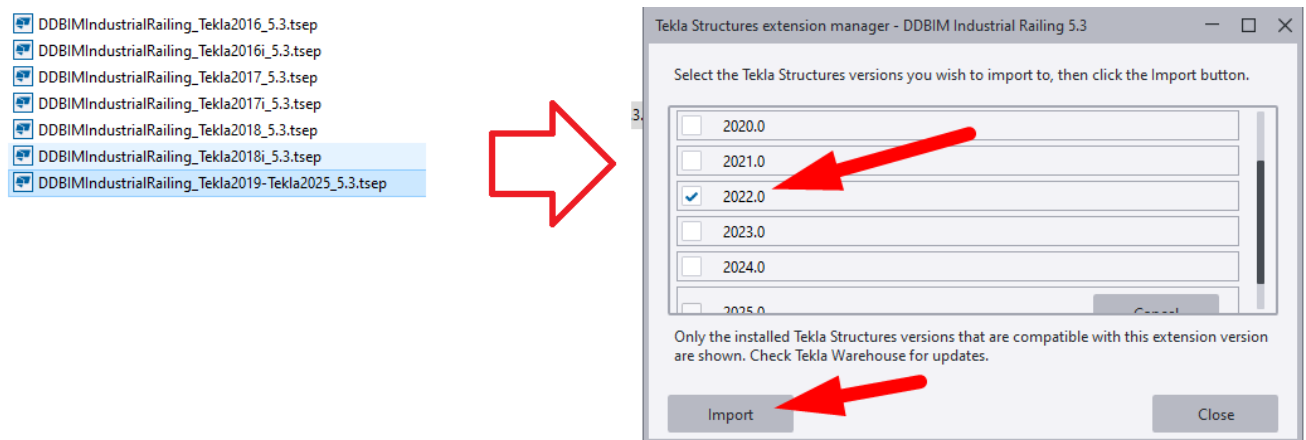 DDBIMIndustrialRailing_Tekla2016_5.3.tsep
DDBIMIndustrialRailing_Tekla2016i_5.3.tsep
DDBIMIndustrialRailing_Tekla2017_5.3.tsep
DDBIMIndustrialRailing_Tekla2017i_5.3.tsep
DDBIMIndustrialRailing_Tekla2018_5.3.tsep
DDBIMIndustrialRailing_Tekla2018i_5.3.tsep
DDBIMIndustrialRailing_Tekla2019-Tekla2025_5.3.tsep
3.
Tekla Structures extension manager - DDBIM Industrial Railing 5.3
Select the Tekla Structures versions you wish to import to, then click the Import button.
2020.0
2021.0
2022.0
2023.0
2024.0
2025.0
Cancel
Only the installed Tekla Structures versions that are compatible with this extension version
are shown. Check Tekla Warehouse for updates.
Import
Close